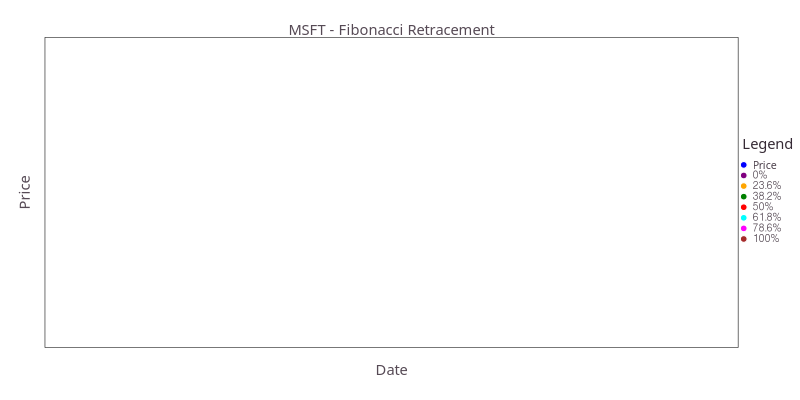 MSFT - Fibonacci Retracement
Price
Legend
Price
0%
23.6%
38.2%
50%
61.8%
78.6%
100%
Date